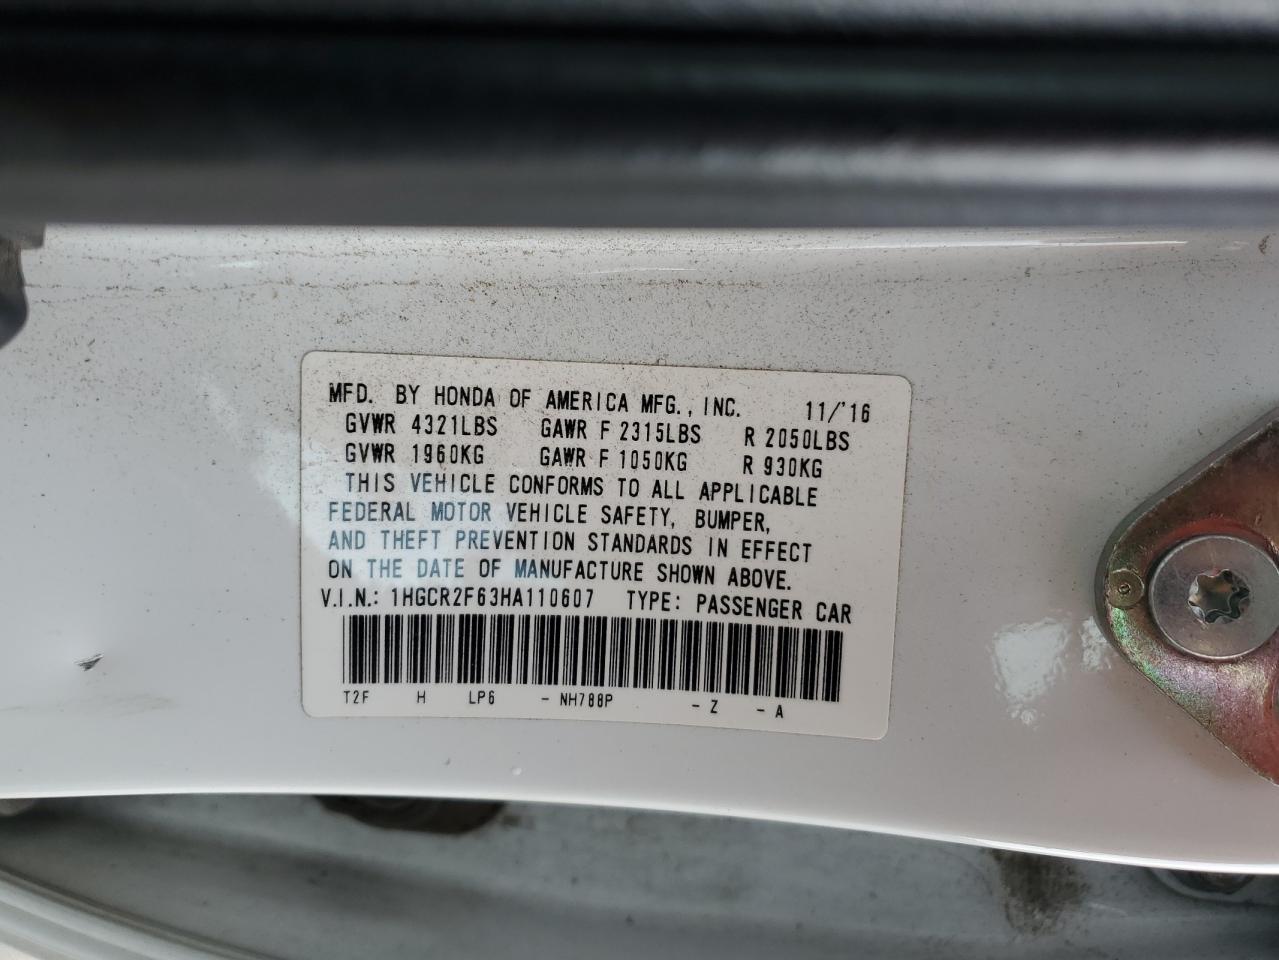 MFD. BY HONDA OF AMERICA MFG., INC. 11/'16
GVWR 4321LBS GAWR F 2315LBS R 2050LBS
GVWR 1960KG GAWR F 1050KG R 930KG
THIS VEHICLE CONFORMS TO ALL APPLICABLE
FEDERAL MOTOR VEHICLE SAFETY, BUMPER,
AND THEFT PREVENTION STANDARDS IN EFFECT
ON THE DATE OF MANUFACTURE SHOWN ABOVE.
V.I.N.: 1HGCR2F63HA110607 TYPE: PASSENGER CAR
T2F H LP6 - NH788P - Z - A